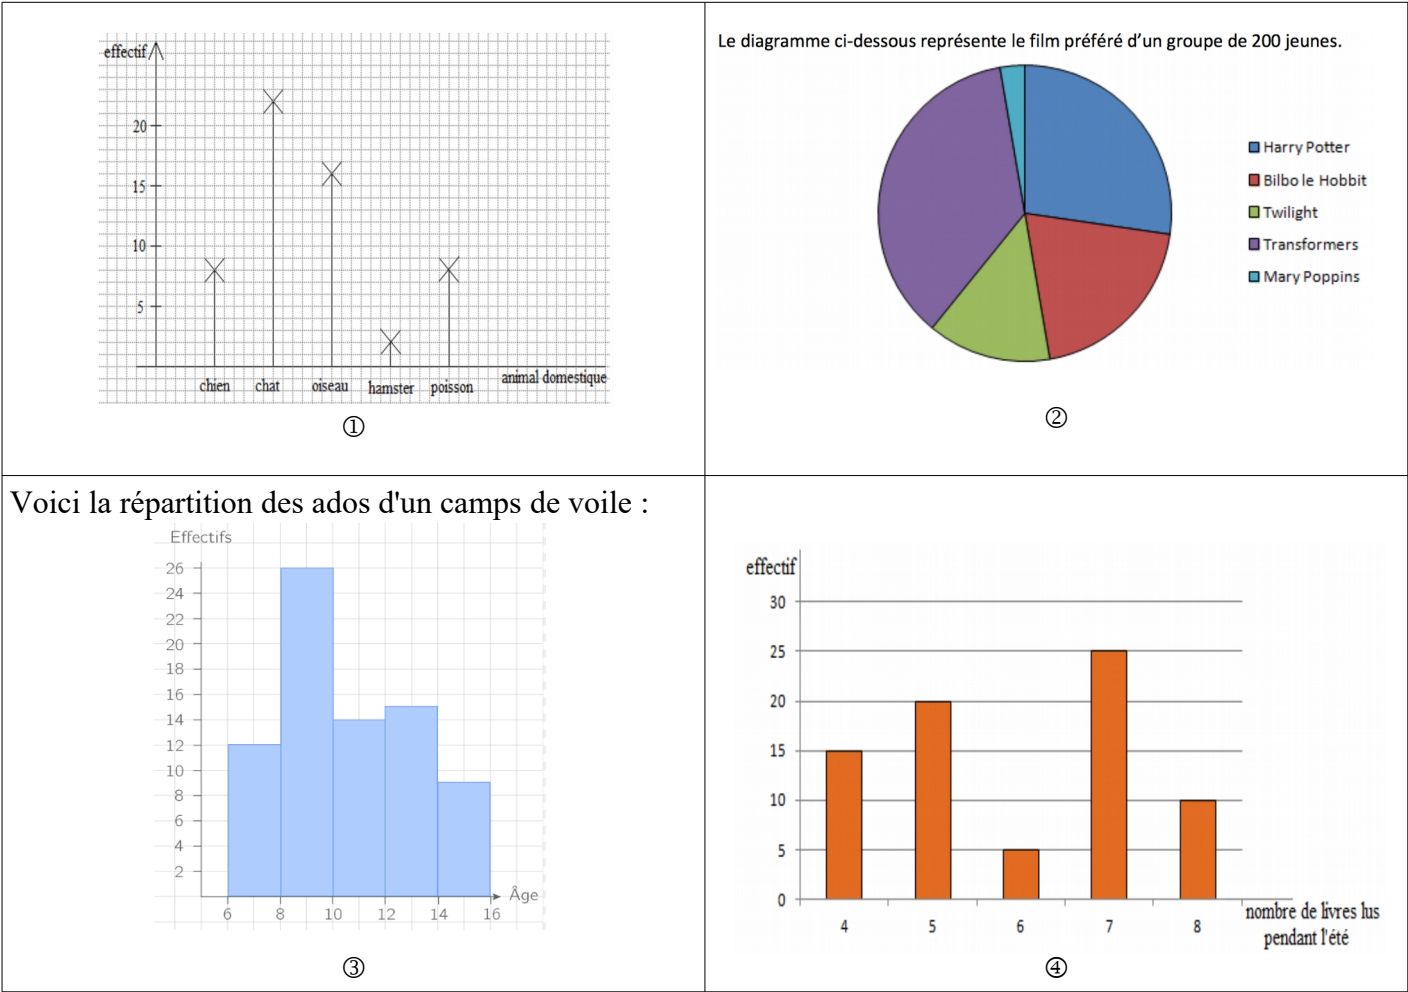 effectif
20
15
10
5
chien chat oiseau hamster poisson animal domestique
①
Le diagramme ci-dessous représente le film préféré d’un groupe de 200 jeunes.
Harry Potter
Bilbo le Hobbit
Twilight
Transformers
Mary Poppins
②
Voici la répartition des ados d'un camps de voile :
Effectifs
26
24
22
20
18
16
14
12
10
8
6
4
2
Âge
6 8 10 12 14 16
③
effectif
30
25
20
15
10
5
0
4 5 6 7 8
nombre de livres lus
pendant l'été
④